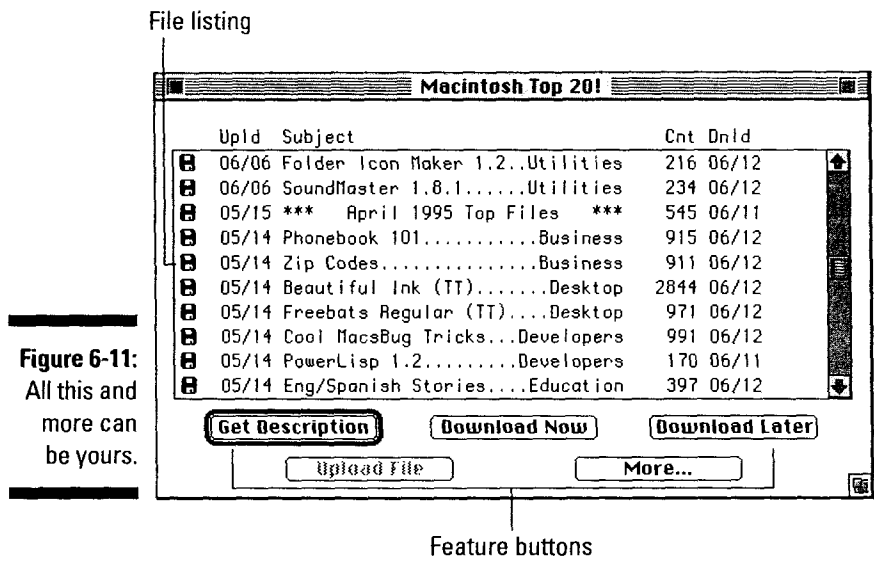 File listing
Macintosh Top 20!
Upld Subject Cnt Dnld
06/06 Folder Icon Maker 1.2..Utilities 216 06/12
06/06 SoundMaster 1.8.1......Utilities 234 06/12
05/15 *** April 1995 Top Files *** 545 06/11
05/14 Phonebook 101...........Business 915 06/12
05/14 Zip Codes...............Business 911 06/12
05/14 Beautiful Ink (TT).......Desktop 2844 06/12
05/14 Freebats Regular (TT)....Desktop 971 06/12
05/14 Cool MacsBug Tricks...Developers 991 06/12
05/14 PowerLisp 1.2.........Developers 170 06/11
05/14 Eng/Spanish Stories....Education 397 06/12
Get Description Download Now Download Later
Upload File More...
Feature buttons
Figure 6-11:
All this and
more can
be yours.